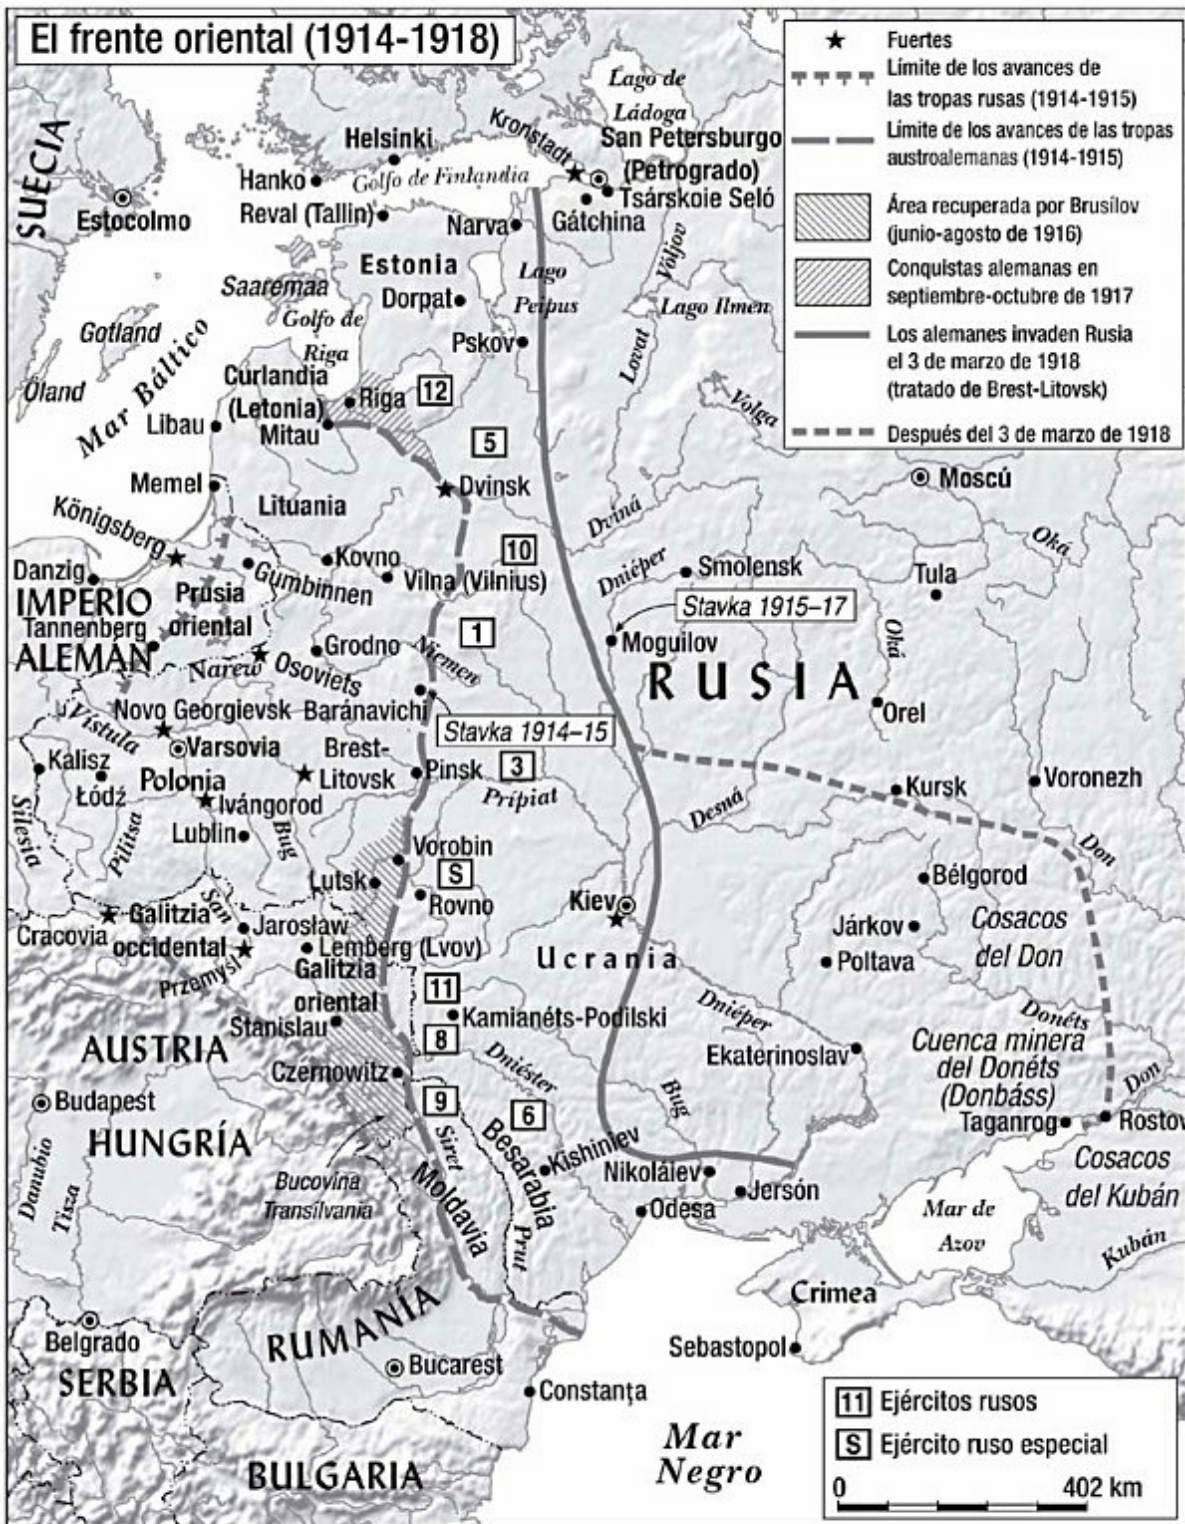 El frente oriental (1914-1918)
Fuertes
Límite de los avances de
las tropas rusas (1914-1915)
Límite de los avances de las tropas
austroalemanas (1914-1915)
Área recuperada por Brusílov
(junio-agosto de 1916)
Conquistas alemanas en
septiembre-octubre de 1917
Los alemanes invaden Rusia
el 3 de marzo de 1918
(tratado de Brest-Litovsk)
Después del 3 de marzo de 1918
Lago de
Ládoga
SUECIA
Helsinki
Kronstadt
San Petersburgo
(Petrogrado)
Hanko
Golfo de Finlandia
Tsárskoie Seló
Estocolmo
Reval (Tallin)
Narva
Gátchina
Vóljov
Estonia
Lago
Peipus
Saaremaa
Dorpat
Lago Ilmen
Gotland
Golfo de
Riga
Pskov
Lovat
Öland
Mar Báltico
Curlandia
(Letonia)
Riga
12
Volga
Libau
Mitau
5
Moscú
Memel
Dvinsk
Lituania
Dviná
Königsberg
Kovno
10
Oká
Danzig
Gumbinnen
Vilna (Vilnius)
Dniéper
Smolensk
Tula
IMPERIO
ALEMÁN
Prusia
oriental
Stavka 1915–17
Tannenberg
1
Moguilov
Oká
Grodno
Niemen
RUSIA
Narew
Osoviets
Baránavichi
Orel
Novo Georgievsk
Stavka 1914–15
Vístula
Varsovia
Brest-
Litovsk
Kalisz
Polonia
Pinsk
3
Voronezh
Łódź
Ivángorod
Prípiat
Desná
Kursk
Silesia
Pilitsa
Lublin
Bug
Don
Vorobin
Lutsk
S
Bélgorod
San
Rovno
Kiev
Cracovia
Galitzia
occidental
Jarosław
Járkov
Cosacos
del Don
Lemberg (Lvov)
Ucrania
Poltava
Przemyśl
Galitzia
oriental
11
Donéts
Stanislau
Kamianéts-Podilski
Dniéper
AUSTRIA
8
Ekaterinoslav
Cuenca minera
del Donéts
(Donbáss)
Czernowitz
Dniéster
Don
Budapest
9
Bug
Taganrog
Rostov
HUNGRÍA
6
Siret
Besarabia
Kishiniev
Nikoláiev
Cosacos
del Kubán
Danubio
Tisza
Bucovina
Transilvania
Moldavia
Prut
Jersón
Odesa
Mar de
Azov
Kubán
Crimea
RUMANÍA
Belgrado
Sebastopol
SERBIA
Bucarest
Constanța
BULGARIA
Mar
Negro
11 Ejércitos rusos
S Ejército ruso especial
0 402 km